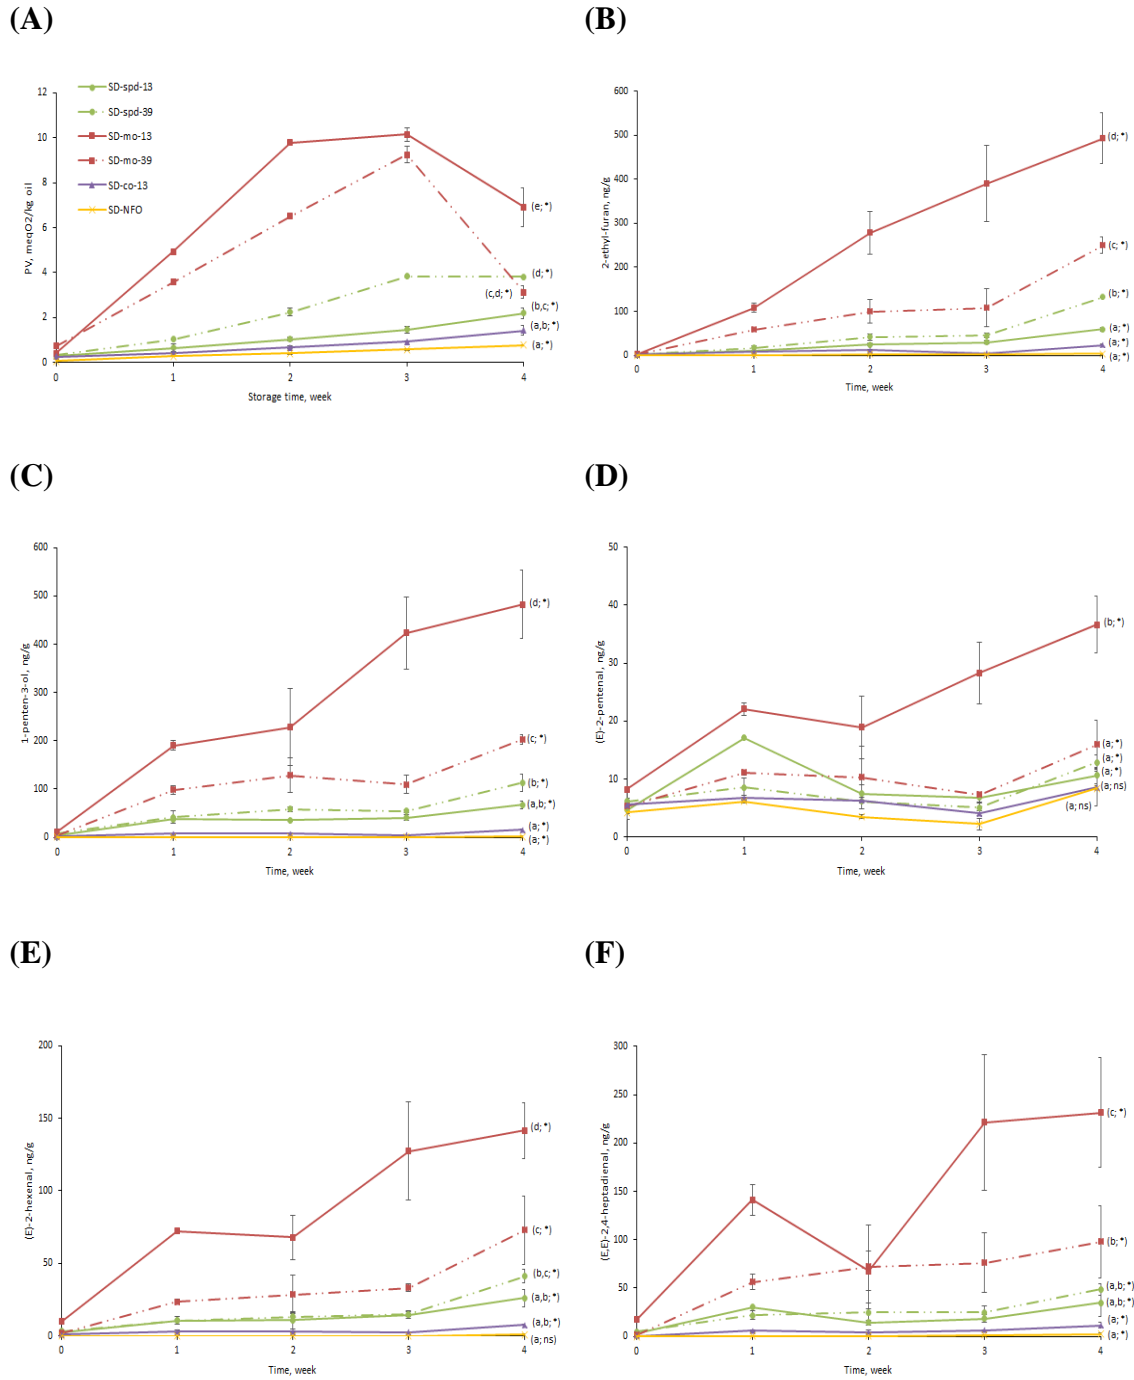 (A)
(B)
SD-spd-13
SD-spd-39
SD-mo-13
SD-mo-39
SD-co-13
SD-NFO
12
10
8
6
4
2
0
PV, meqO2/kg oil
0 1 2 3 4
Storage time, week
(e; *)
(d; *)
(c,d; *)
(b,c; *)
(a,b; *)
(a; *)
600
500
400
300
200
100
0
2-ethyl-furan, ng/g
0 1 2 3 4
Time, week
(d; *)
(c; *)
(b; *)
(a; *)
(a; *)
(a; *)
(C)
(D)
600
500
400
300
200
100
0
1-penten-3-ol, ng/g
0 1 2 3 4
Time, week
(d; *)
(c; *)
(b; *)
(a,b; *)
(a; *)
(a; *)
50
40
30
20
10
0
(E)-2-pentenal, ng/g
0 1 2 3 4
Time, week
(b; *)
(a; *)
(a; *)
(a; *)
(a; ns)
(a; ns)
(E)
(F)
200
150
100
50
0
(E)-2-hexenal, ng/g
0 1 2 3 4
Time, week
(d; *)
(c; *)
(b,c; *)
(a,b; *)
(a,b; *)
(a; ns)
300
250
200
150
100
50
0
(E,E)-2,4-heptadienal, ng/g
0 1 2 3 4
Time, week
(c; *)
(b; *)
(a,b; *)
(a,b; *)
(a; *)
(a; *)